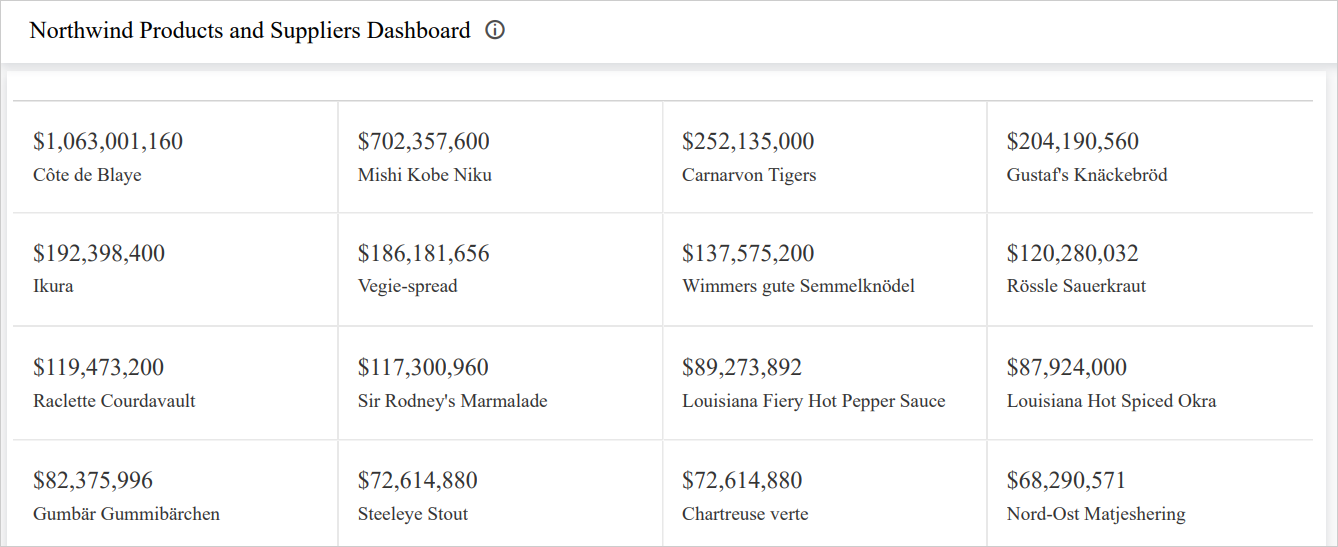 Northwind Products and Suppliers Dashboard
$1,063,001,160
Côte de Blaye
$702,357,600
Mishi Kobe Niku
$252,135,000
Carnarvon Tigers
$204,190,560
Gustaf's Knäckebröd
$192,398,400
Ikura
$186,181,656
Vegie-spread
$137,575,200
Wimmers gute Semmelknödel
$120,280,032
Rössle Sauerkraut
$119,473,200
Raclette Courdavault
$117,300,960
Sir Rodney's Marmalade
$89,273,892
Louisiana Fiery Hot Pepper Sauce
$87,924,000
Louisiana Hot Spiced Okra
$82,375,996
Gumbär Gummibärchen
$72,614,880
Steeleye Stout
$72,614,880
Chartreuse verte
$68,290,571
Nord-Ost Matjeshering